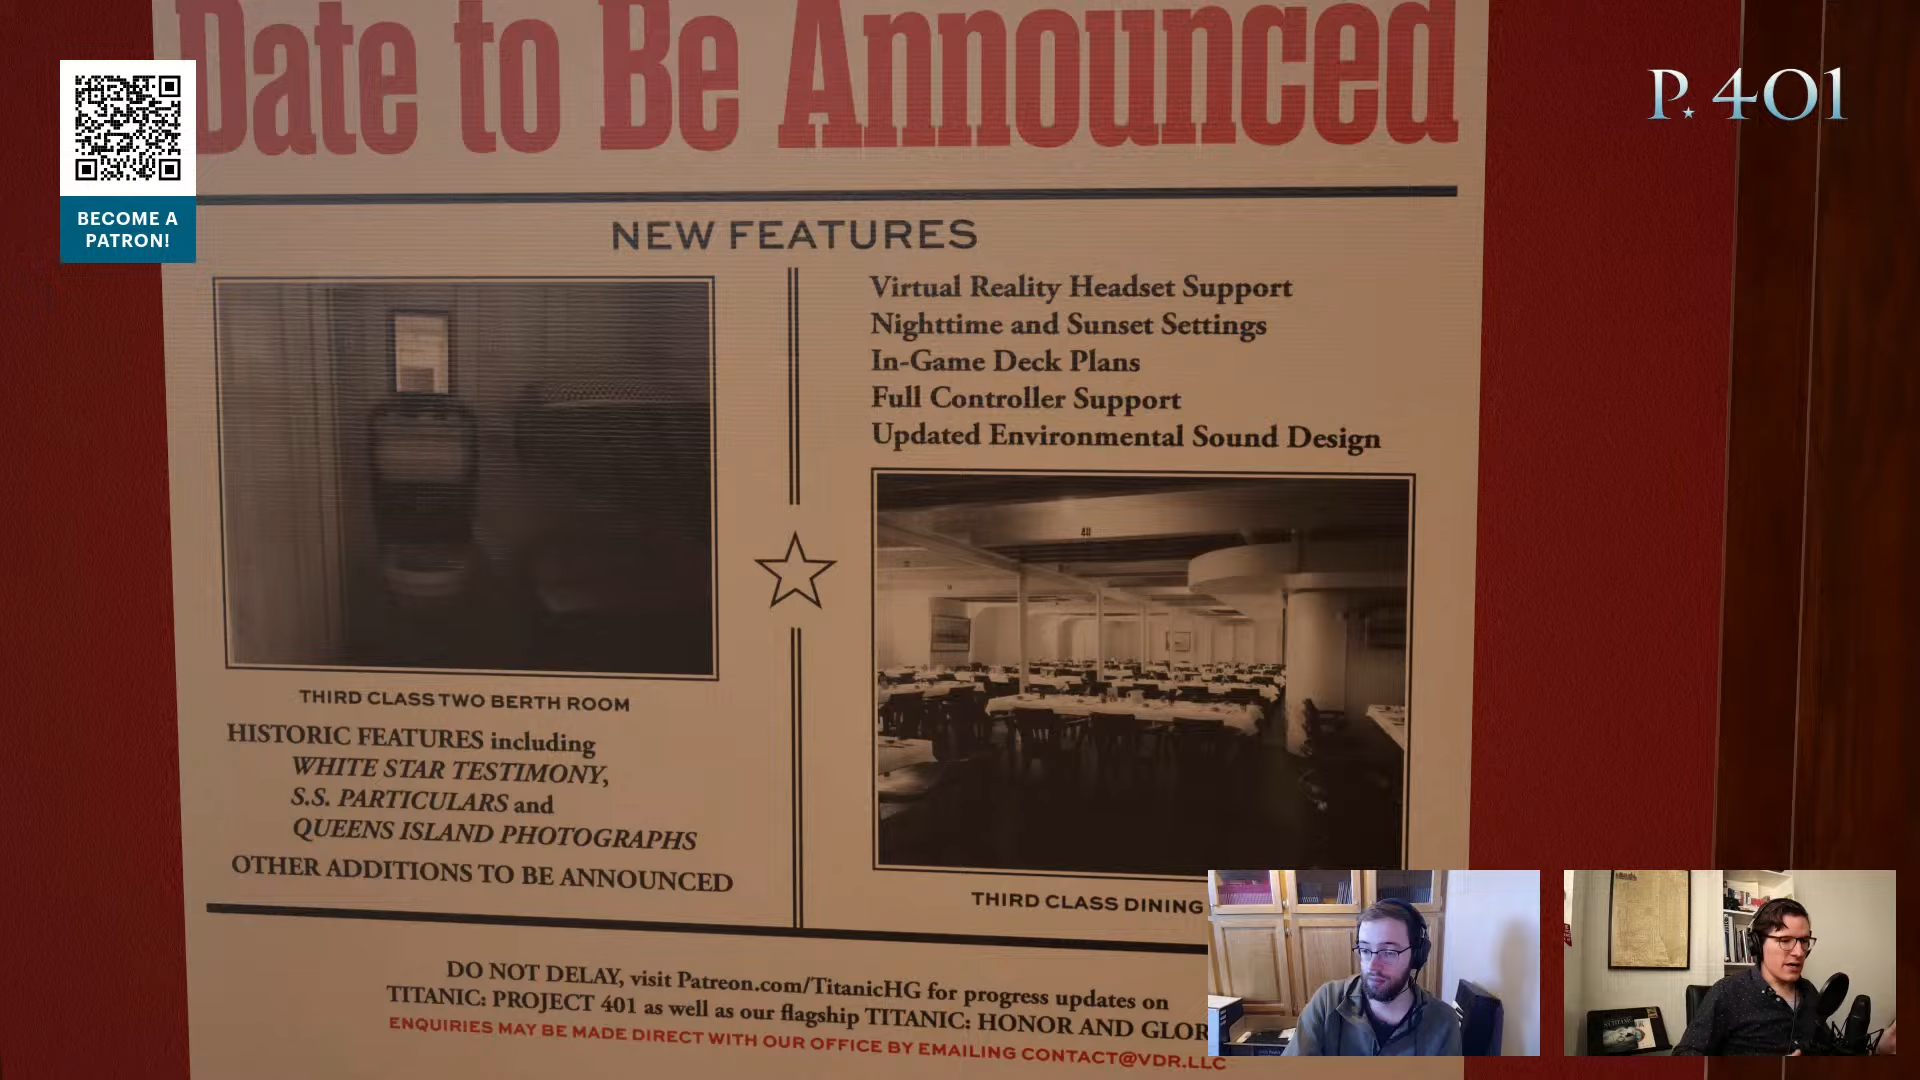 Date to Be Announced
BECOME A
PATRON!
P. 401
NEW FEATURES
Virtual Reality Headset Support
Nighttime and Sunset Settings
In-Game Deck Plans
Full Controller Support
Updated Environmental Sound Design
401
THIRD CLASS TWO BERTH ROOM
HISTORIC FEATURES including
WHITE STAR TESTIMONY,
S.S. PARTICULARS and
QUEENS ISLAND PHOTOGRAPHS
OTHER ADDITIONS TO BE ANNOUNCED
THIRD CLASS DINING
DO NOT DELAY, visit Patreon.com/TitanicHG for progress updates on
TITANIC: PROJECT 401 as well as our flagship TITANIC: HONOR AND GLOR
ENQUIRIES MAY BE MADE DIRECT WITH OUR OFFICE BY EMAILING CONTACT@VDR.LLC